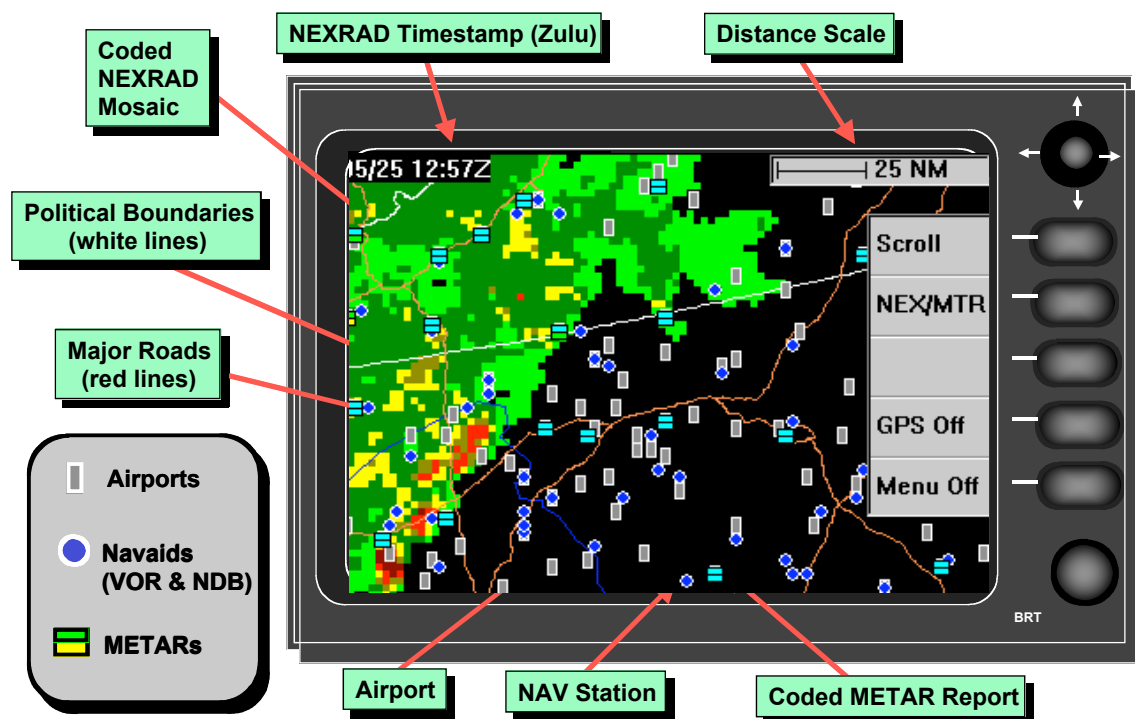 NEXRAD Timestamp (Zulu)
Distance Scale
Coded
NEXRAD
Mosaic
Political Boundaries
(white lines)
Major Roads
(red lines)
5/25 12:57Z
25 NM
Scroll
NEX/MTR
GPS Off
Menu Off
BRT
Airports
Navaids
(VOR & NDB)
METARs
Airport
NAV Station
Coded METAR Report